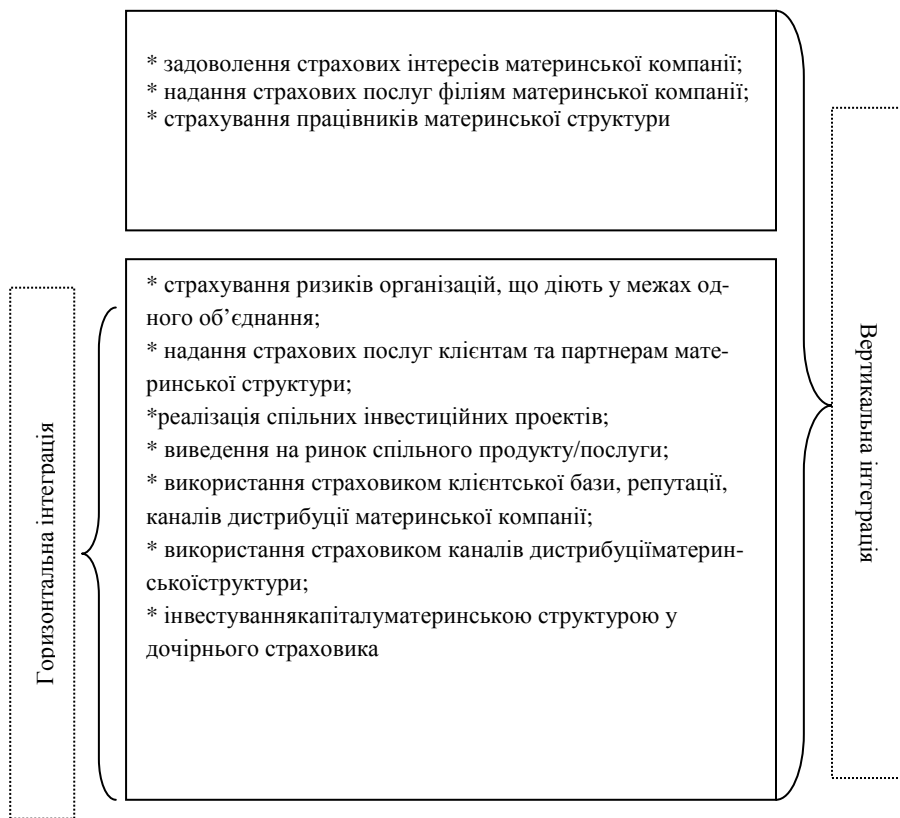 * задоволення страхових інтересів материнської компанії;
* надання страхових послуг філіям материнської компанії;
* страхування працівників материнської структури
* страхування ризиків організацій, що діють у межах од-
ного об’єднання;
* надання страхових послуг клієнтам та партнерам мате-
ринської структури;
*реалізація спільних інвестиційних проектів;
* виведення на ринок спільного продукту/послуги;
* використання страховиком клієнтської бази, репутації,
каналів дистрибуції материнської компанії;
* використання страховиком каналів дистрибуціїматерин-
ськоїструктури;
* інвестуваннякапіталуматеринською структурою у
дочірнього страховика
Горизонтальна інтеграція
Вертикальна інтеграція